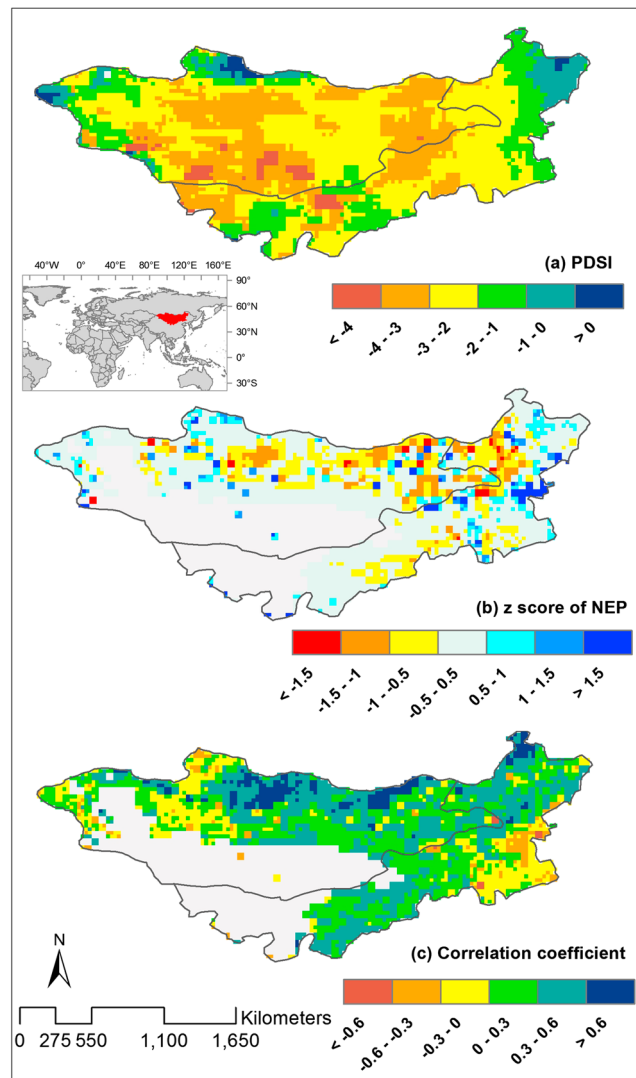 (a) PDSI
< -4
-4 - -3
-3 - -2
-2 - -1
-1 - 0
> 0
40°W 0° 40°E 80°E 120°E 160°E
90°
60°N
30°N
0°
30°S
(b) z score of NEP
< -1.5
-1.5 - -1
-1 - -0.5
-0.5 - 0.5
0.5 - 1
1 - 1.5
> 1.5
(c) Correlation coefficient
< -0.6
-0.6 - -0.3
-0.3 - 0
0 - 0.3
0.3 - 0.6
> 0.6
N
Kilometers
0 275 550 1,100 1,650